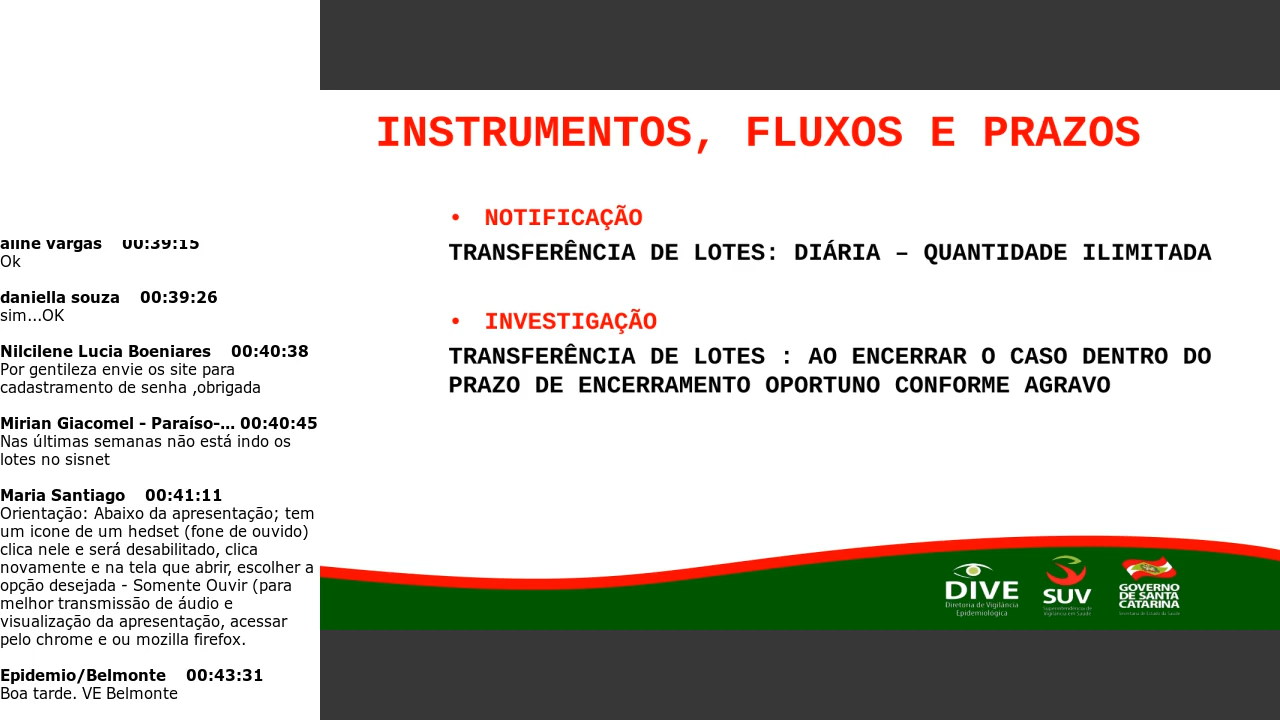 aline vargas 00:39:15
Ok
daniella souza 00:39:26
sim...OK
Nilcilene Lucia Boeniares 00:40:38
Por gentileza envie os site para
cadastramento de senha ,obrigada
Mirian Giacomel - Paraíso-... 00:40:45
Nas últimas semanas não está indo os
lotes no sisnet
Maria Santiago 00:41:11
Orientação: Abaixo da apresentação; tem
um icone de um hedset (fone de ouvido)
clica nele e será desabilitado, clica
novamente e na tela que abrir, escolher a
opção desejada - Somente Ouvir (para
melhor transmissão de áudio e
visualização da apresentação, acessar
pelo chrome e ou mozilla firefox.
Epidemio/Belmonte 00:43:31
Boa tarde. VE Belmonte
INSTRUMENTOS, FLUXOS E PRAZOS
• NOTIFICAÇÃO
TRANSFERÊNCIA DE LOTES: DIÁRIA – QUANTIDADE ILIMITADA
• INVESTIGAÇÃO
TRANSFERÊNCIA DE LOTES : AO ENCERRAR O CASO DENTRO DO
PRAZO DE ENCERRAMENTO OPORTUNO CONFORME AGRAVO
DIVE
Diretoria de Vigilância
Epidemiológica
SUV
Superintendência de
Vigilância em Saúde
GOVERNO
DE SANTA
CATARINA
Secretaria de Estado da Saúde